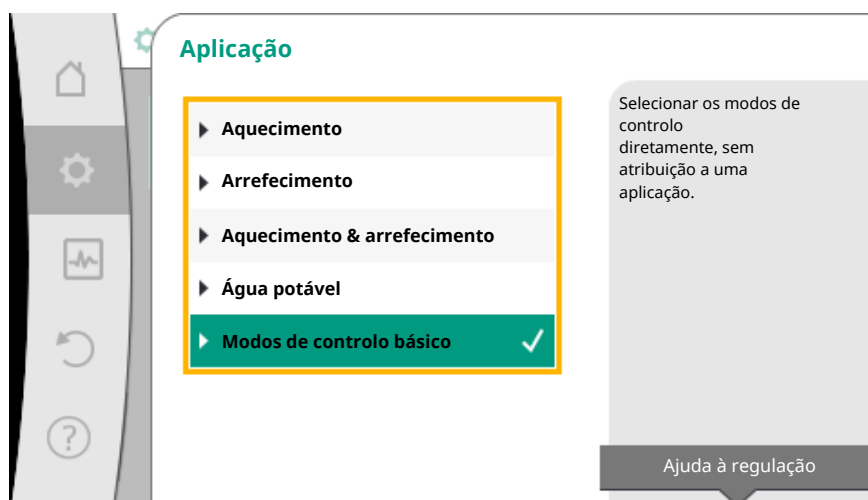 Aplicação
Aquecimento
Arrefecimento
Aquecimento & arrefecimento
Água potável
Modos de controlo básico
Selecionar os modos de
controlo
diretamente, sem
atribuição a uma
aplicação.
Ajuda à regulação
?